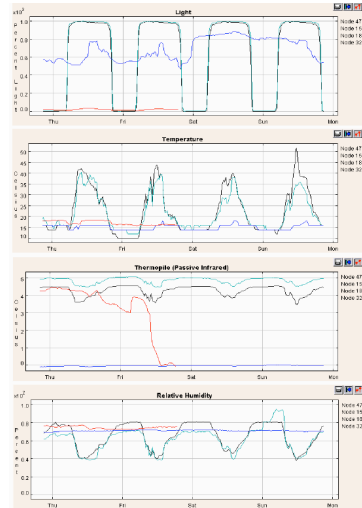 Light
Node 47
Node 15
Node 18
Node 32
1.0
0.8
0.6
0.4
0.2
0.0
Thu Fri Sat Sun Mon
Temperature
Node 47
Node 15
Node 18
Node 32
50
45
40
35
30
25
20
15
10
Thu Fri Sat Sun Mon
Thermopile (Passive Infrared)
Node 47
Node 15
Node 18
Node 32
5
4
3
2
1
0
Thu Fri Sat Sun Mon
Relative Humidity
Node 47
Node 15
Node 18
Node 32
1.0
0.8
0.6
0.4
0.2
0.0
Thu Fri Sat Sun Mon